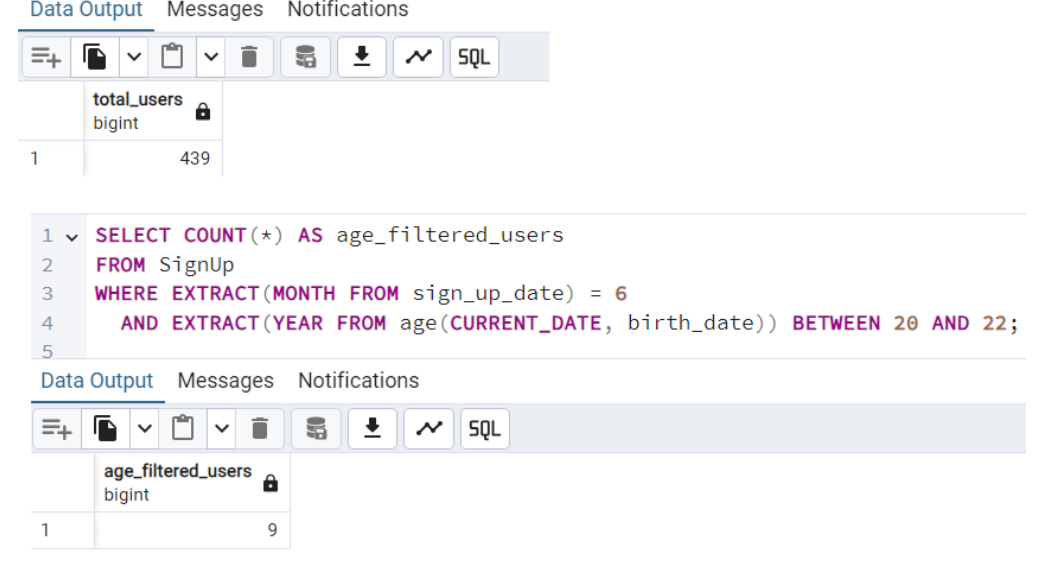 Data Output Messages Notifications
SQL
total_users
bigint
1 439
1 SELECT COUNT(*) AS age_filtered_users
2 FROM SignUp
3 WHERE EXTRACT(MONTH FROM sign_up_date) = 6
4 AND EXTRACT(YEAR FROM age(CURRENT_DATE, birth_date)) BETWEEN 20 AND 22;
5
Data Output Messages Notifications
SQL
age_filtered_users
bigint
1 9